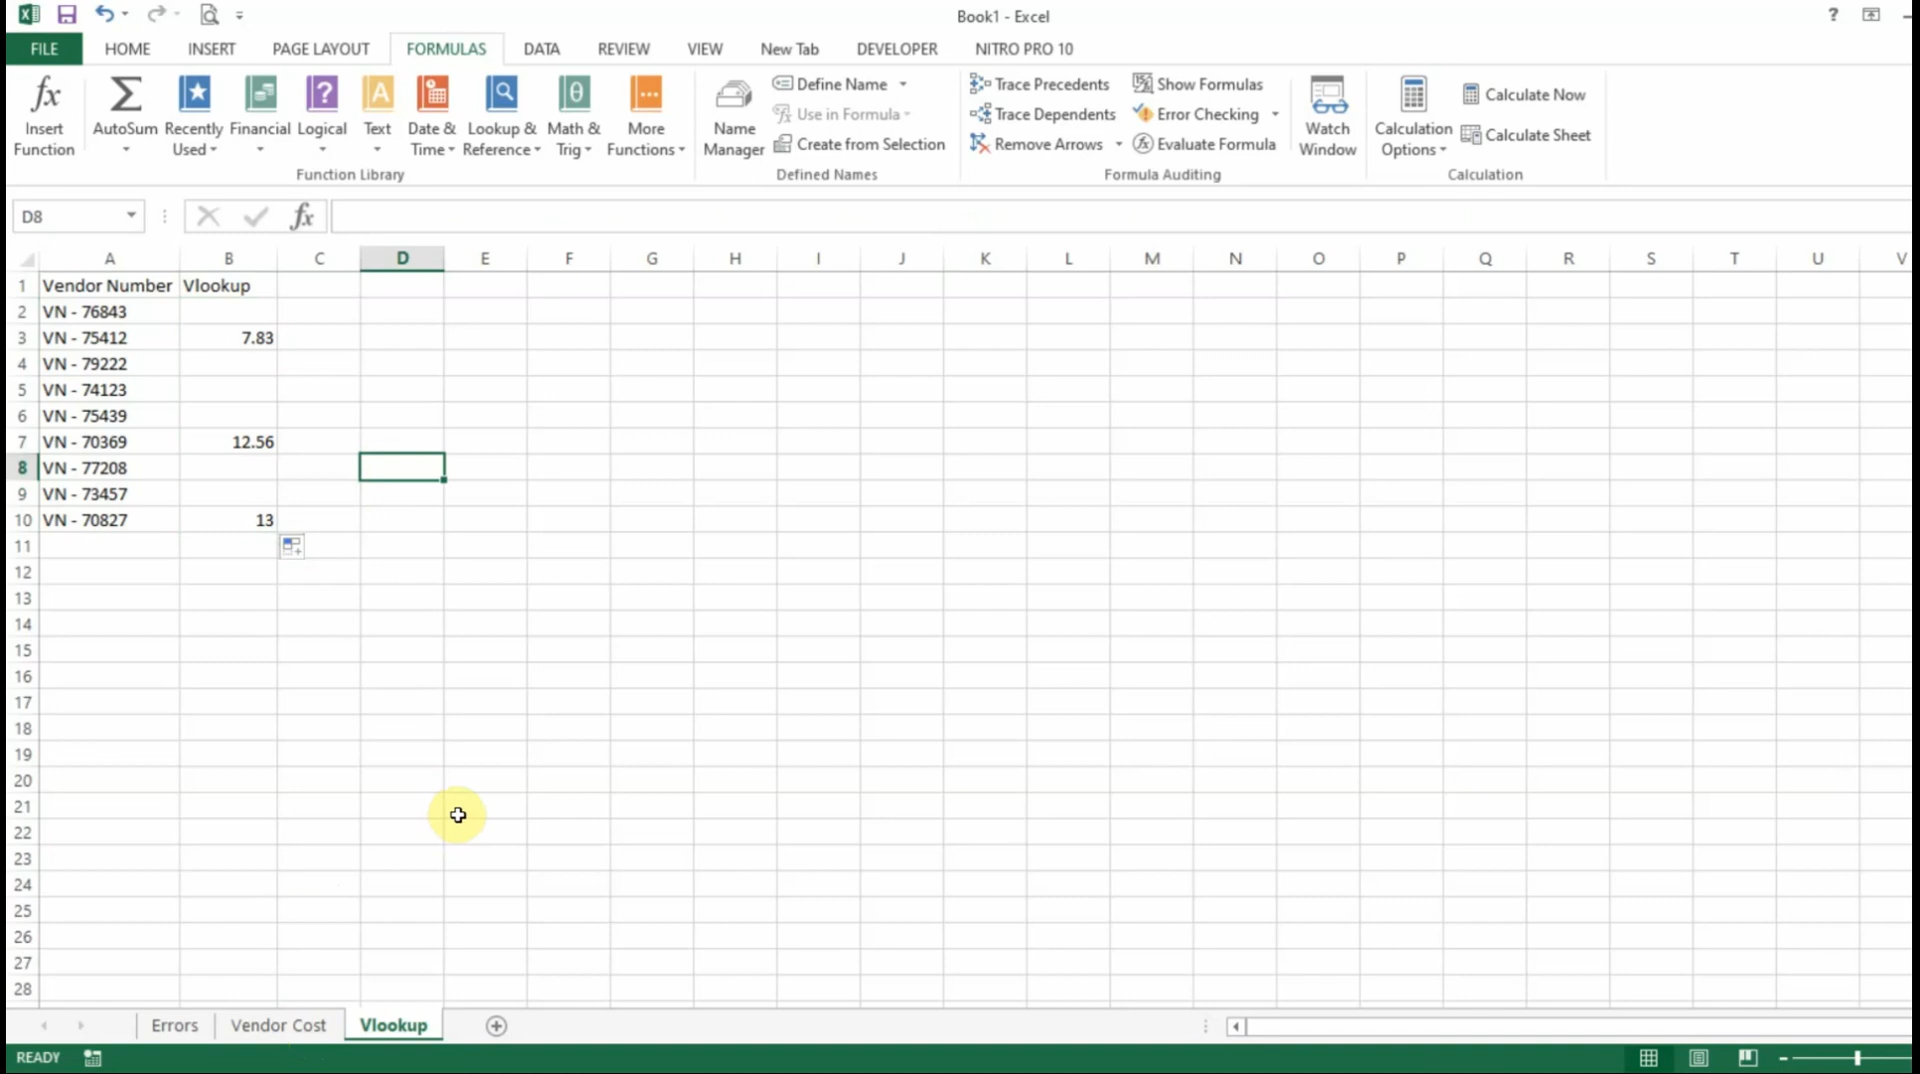 Book1 - Excel
?
FILE HOME INSERT PAGE LAYOUT FORMULAS DATA REVIEW VIEW New Tab DEVELOPER NITRO PRO 10
fx Σ ? A θ
Insert Function
AutoSum
Recently Used
Financial
Logical
Text
Date & Time
Lookup & Reference
Math & Trig
More Functions
Function Library
Name Manager
Define Name
Use in Formula
Create from Selection
Defined Names
Trace Precedents
Trace Dependents
Remove Arrows
Show Formulas
Error Checking
Evaluate Formula
Formula Auditing
Watch Window
Calculation Options
Calculate Now
Calculate Sheet
Calculation
D8 fx
A B C D E F G H I J K L M N O P Q R S T U V
1 Vendor Number Vlookup
2 VN - 76843
3 VN - 75412 7.83
4 VN - 79222
5 VN - 74123
6 VN - 75439
7 VN - 70369 12.56
8 VN - 77208
9 VN - 73457
10 VN - 70827 13
11
12
13
14
15
16
17
18
19
20
21
22
23
24
25
26
27
28
Errors Vendor Cost Vlookup
READY